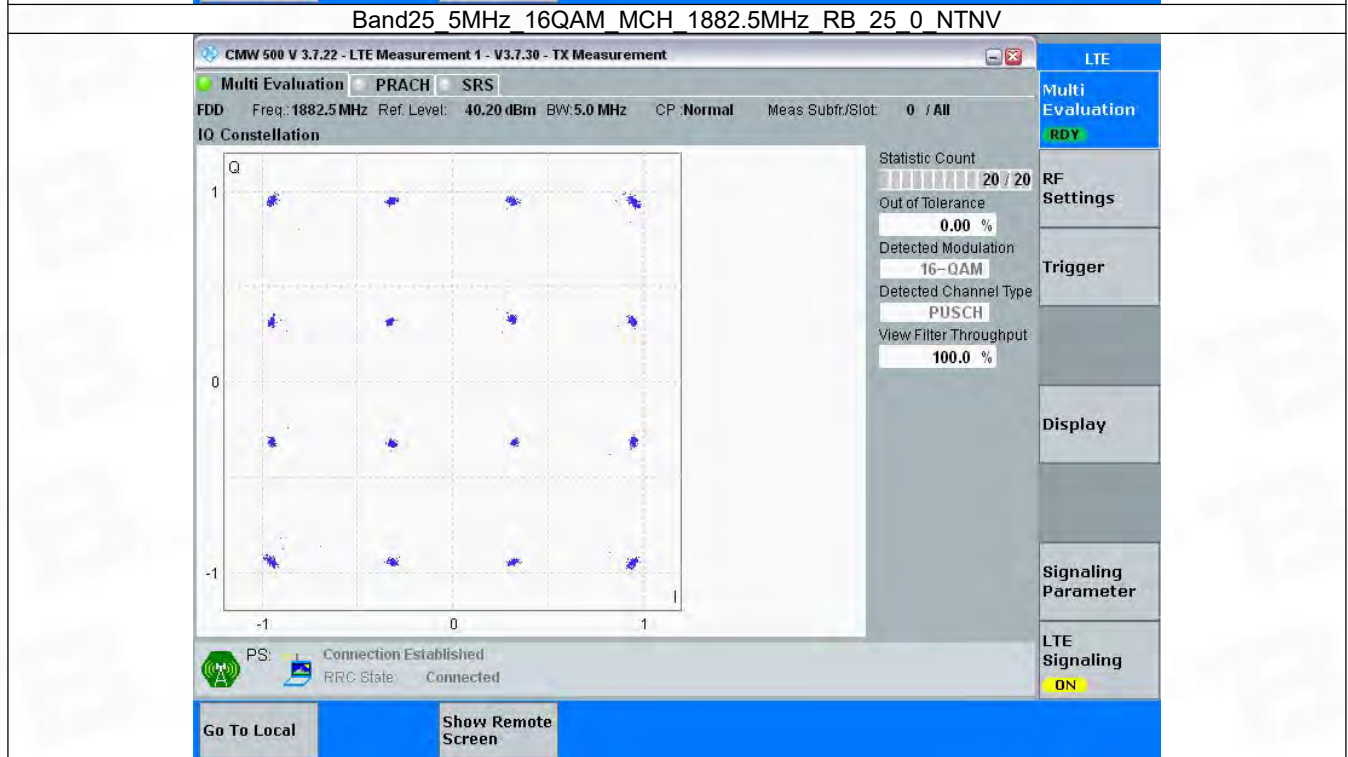 Band25_5MHz_16QAM_MCH_1882.5MHz_RB_25_0_NTNV
CMW 500 V 3.7.22 - LTE Measurement 1 - V3.7.30 - TX Measurement
LTE
Multi Evaluation PRACH SRS
Multi
Evaluation
RDY
FDD Freq.: 1882.5 MHz Ref. Level: 40.20 dBm BW: 5.0 MHz CP :Normal Meas Subfr./Slot: 0 / All
IQ Constellation
Q
1
0
-1
I
-1 0 1
Statistic Count
20 / 20
Out of Tolerance
0.00 %
Detected Modulation
16-QAM
Detected Channel Type
PUSCH
View Filter Throughput
100.0 %
RF
Settings
Trigger
Display
Signaling
Parameter
LTE
Signaling
ON
PS: Connection Established
RRC State: Connected
Go To Local
Show Remote
Screen